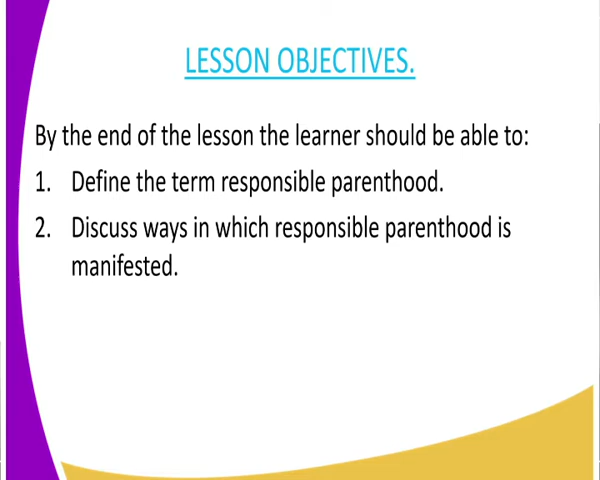 LESSON OBJECTIVES.
By the end of the lesson the learner should be able to:
1. Define the term responsible parenthood.
2. Discuss ways in which responsible parenthood is
manifested.